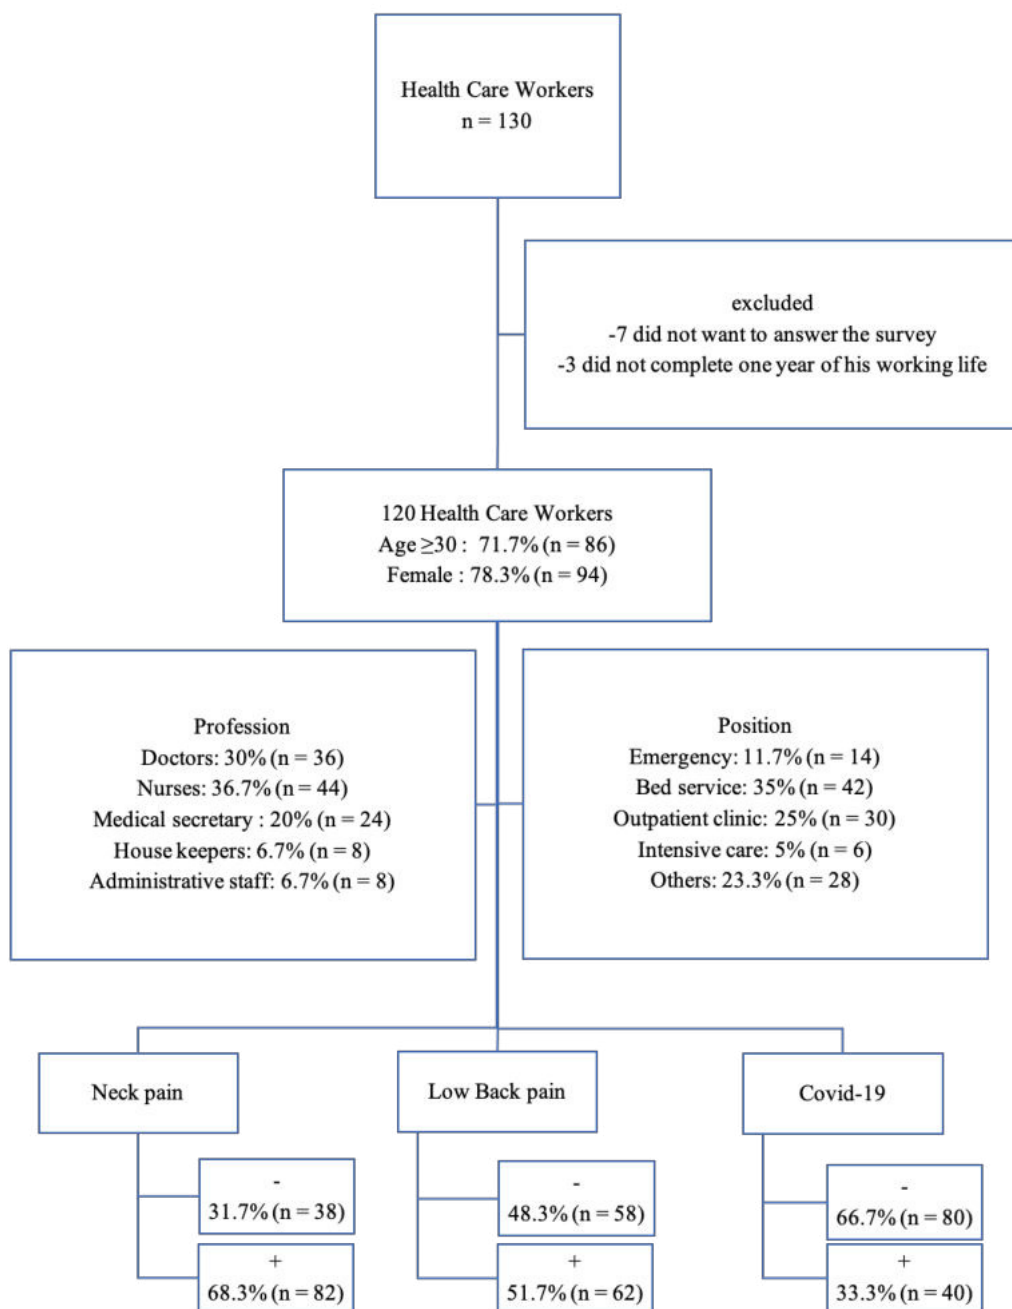 Health Care Workers
n = 130
excluded
-7 did not want to answer the survey
-3 did not complete one year of his working life
120 Health Care Workers
Age ≥30 : 71.7% (n = 86)
Female : 78.3% (n = 94)
Profession
Doctors: 30% (n = 36)
Nurses: 36.7% (n = 44)
Medical secretary : 20% (n = 24)
House keepers: 6.7% (n = 8)
Administrative staff: 6.7% (n = 8)
Position
Emergency: 11.7% (n = 14)
Bed service: 35% (n = 42)
Outpatient clinic: 25% (n = 30)
Intensive care: 5% (n = 6)
Others: 23.3% (n = 28)
Neck pain
-
31.7% (n = 38)
+
68.3% (n = 82)
Low Back pain
-
48.3% (n = 58)
+
51.7% (n = 62)
Covid-19
-
66.7% (n = 80)
+
33.3% (n = 40)